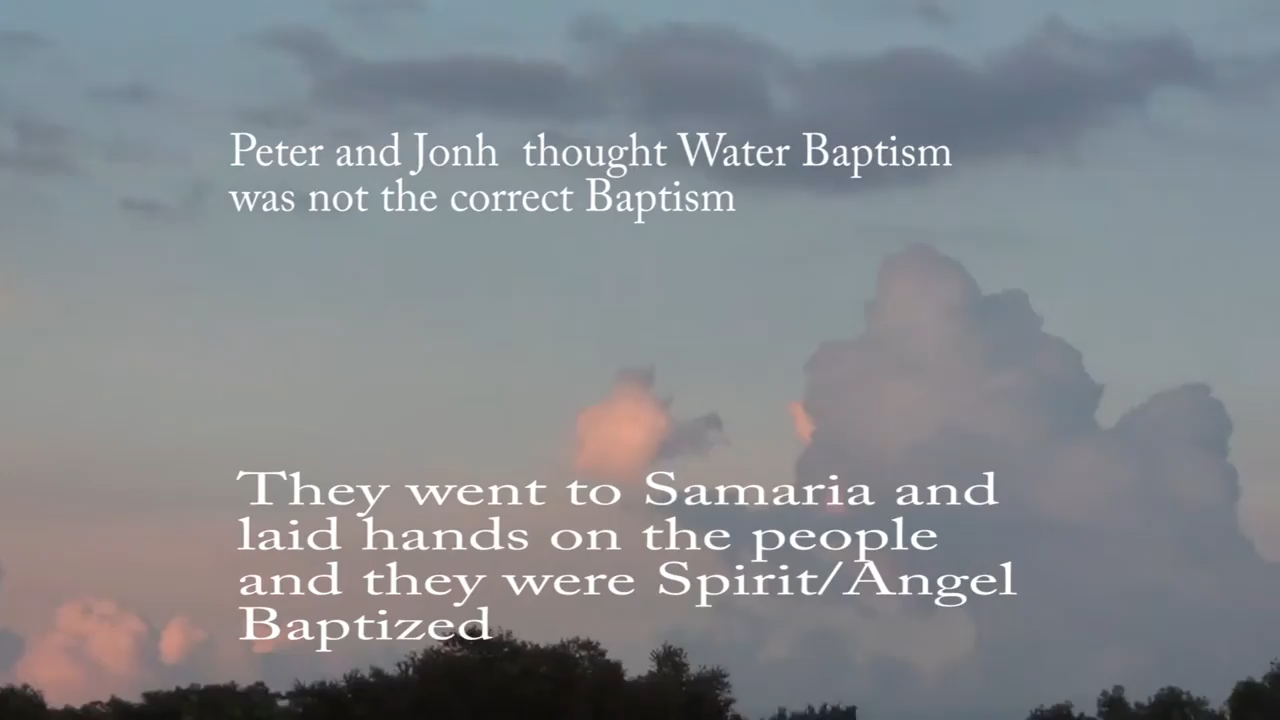 Peter and Jonh thought Water Baptism
was not the correct Baptism
They went to Samaria and
laid hands on the people
and they were Spirit/Angel
Baptized